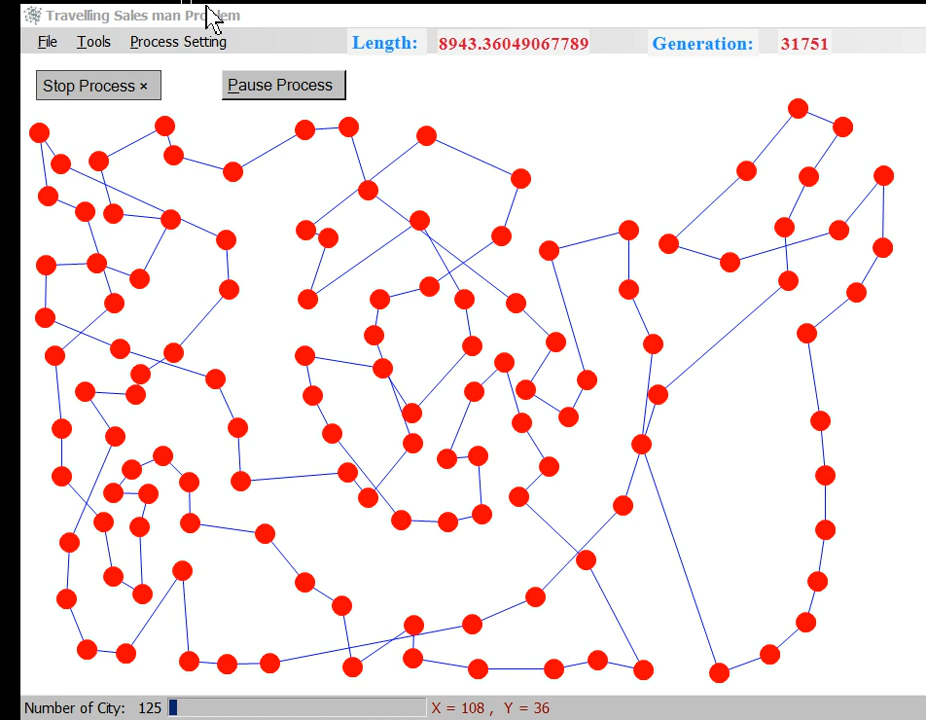 Travelling Sales man Problem
File Tools Process Setting Length: 8943.36049067789 Generation: 31751
Stop Process × Pause Process
Number of City: 125 X = 108 , Y = 36